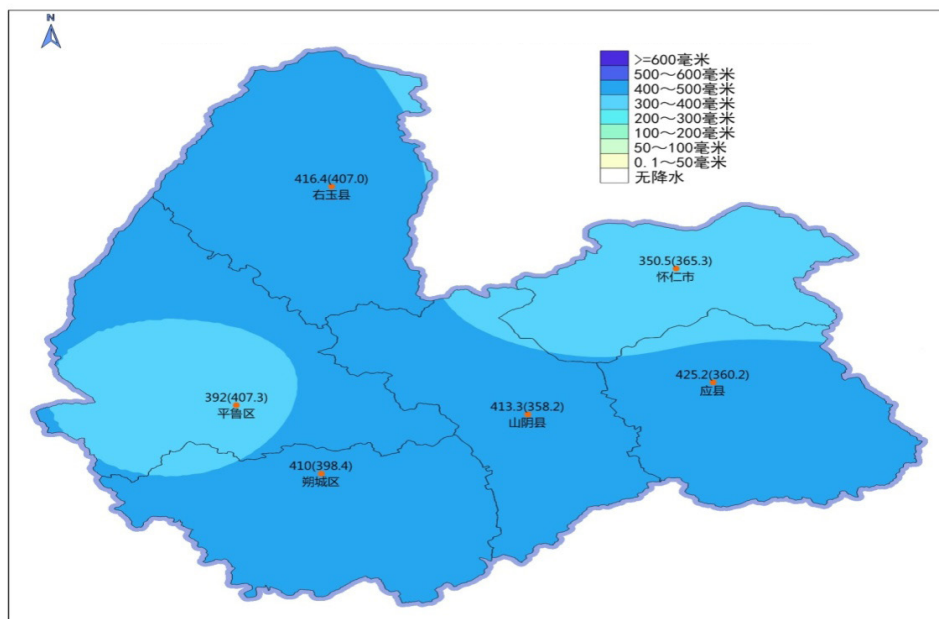 N
>=600毫米
500～600毫米
400～500毫米
300～400毫米
200～300毫米
100～200毫米
50～100毫米
0.1～50毫米
无降水
416.4(407.0)
右玉县
350.5(365.3)
怀仁市
425.2(360.2)
应县
392(407.3)
平鲁区
413.3(358.2)
山阴县
410(398.4)
朔城区